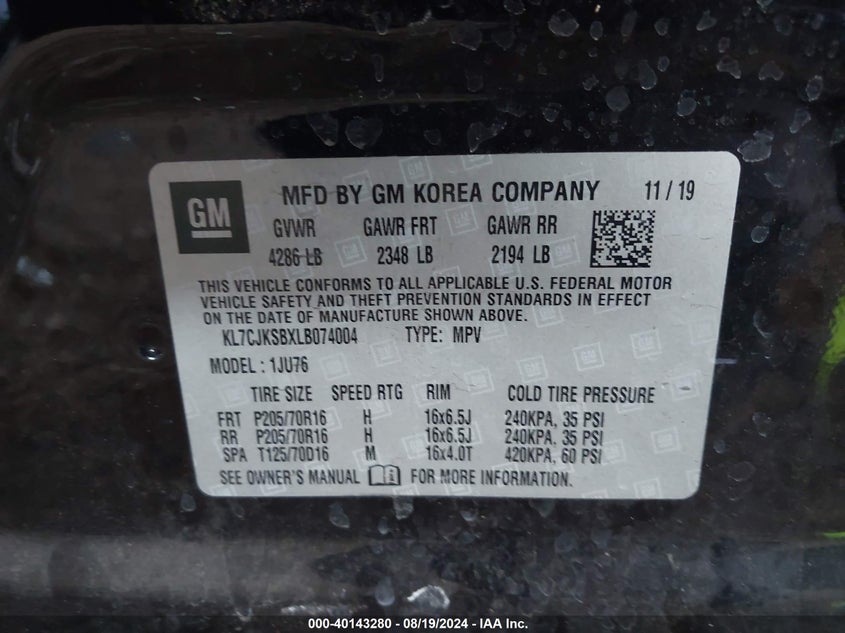 GM
MFD BY GM KOREA COMPANY 11 / 19
GVWR GAWR FRT GAWR RR
4286 LB 2348 LB 2194 LB
THIS VEHICLE CONFORMS TO ALL APPLICABLE U.S. FEDERAL MOTOR
VEHICLE SAFETY AND THEFT PREVENTION STANDARDS IN EFFECT
ON THE DATE OF MANUFACTURE SHOWN ABOVE.
KL7CJKSBXLB074004 TYPE: MPV
MODEL : 1JU76
TIRE SIZE SPEED RTG RIM COLD TIRE PRESSURE
FRT P205/70R16 H 16x6.5J 240KPA, 35 PSI
RR P205/70R16 H 16x6.5J 240KPA, 35 PSI
SPA T125/70D16 M 16x4.0T 420KPA, 60 PSI
SEE OWNER'S MANUAL FOR MORE INFORMATION.
000-40143280 - 08/19/2024 - IAA Inc.